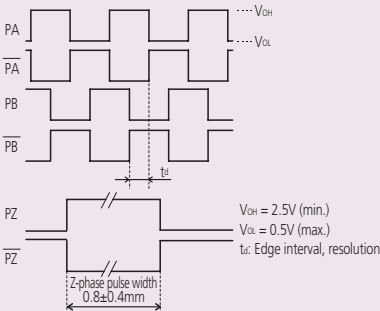 PA
VOH
VOL
PA
PB
PB
td
PZ
VOH = 2.5V (min.)
VOL = 0.5V (max.)
td: Edge interval, resolution
PZ
Z-phase pulse width
0.8±0.4mm